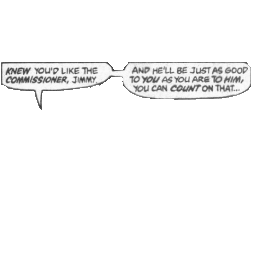 KNEW YOU'D LIKE THE
COMMISSIONER, JIMMY.
AND HE'LL BE JUST AS GOOD
TO YOU AS YOU ARE TO HIM,
YOU CAN COUNT ON THAT...